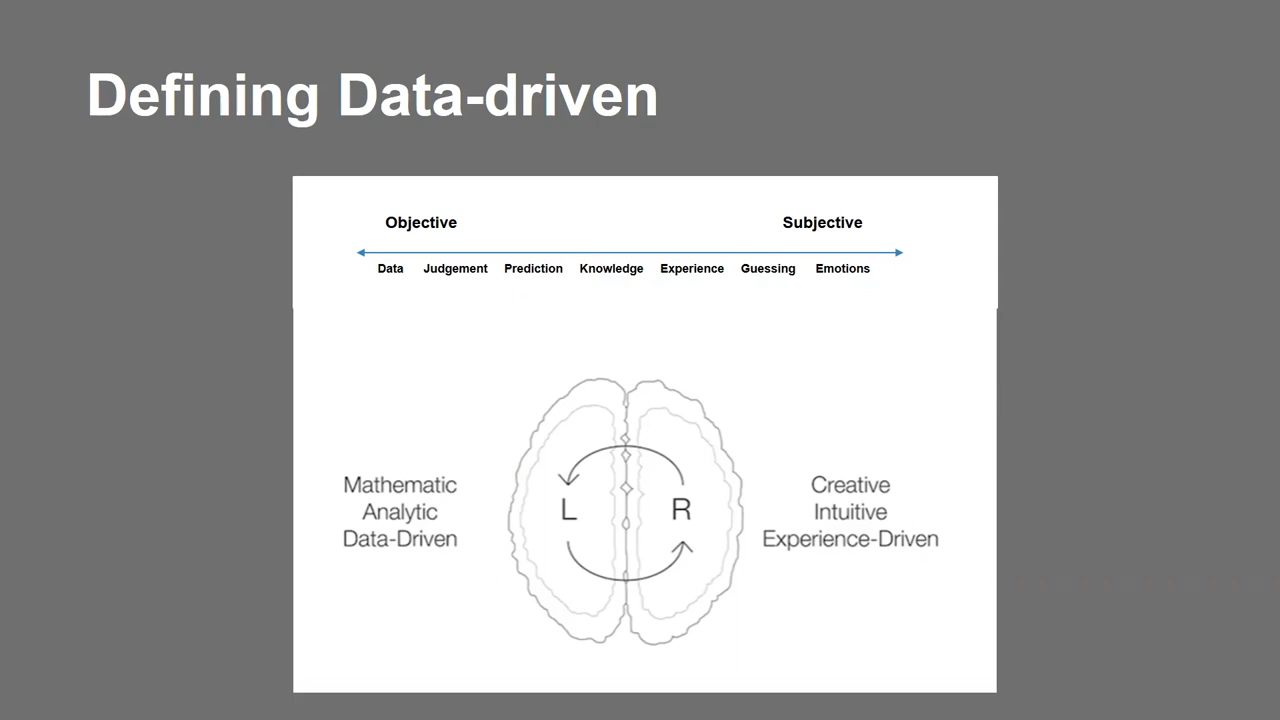 Defining Data-driven
Objective Subjective
Data Judgement Prediction Knowledge Experience Guessing Emotions
Mathematic
Analytic
Data-Driven
L R
Creative
Intuitive
Experience-Driven